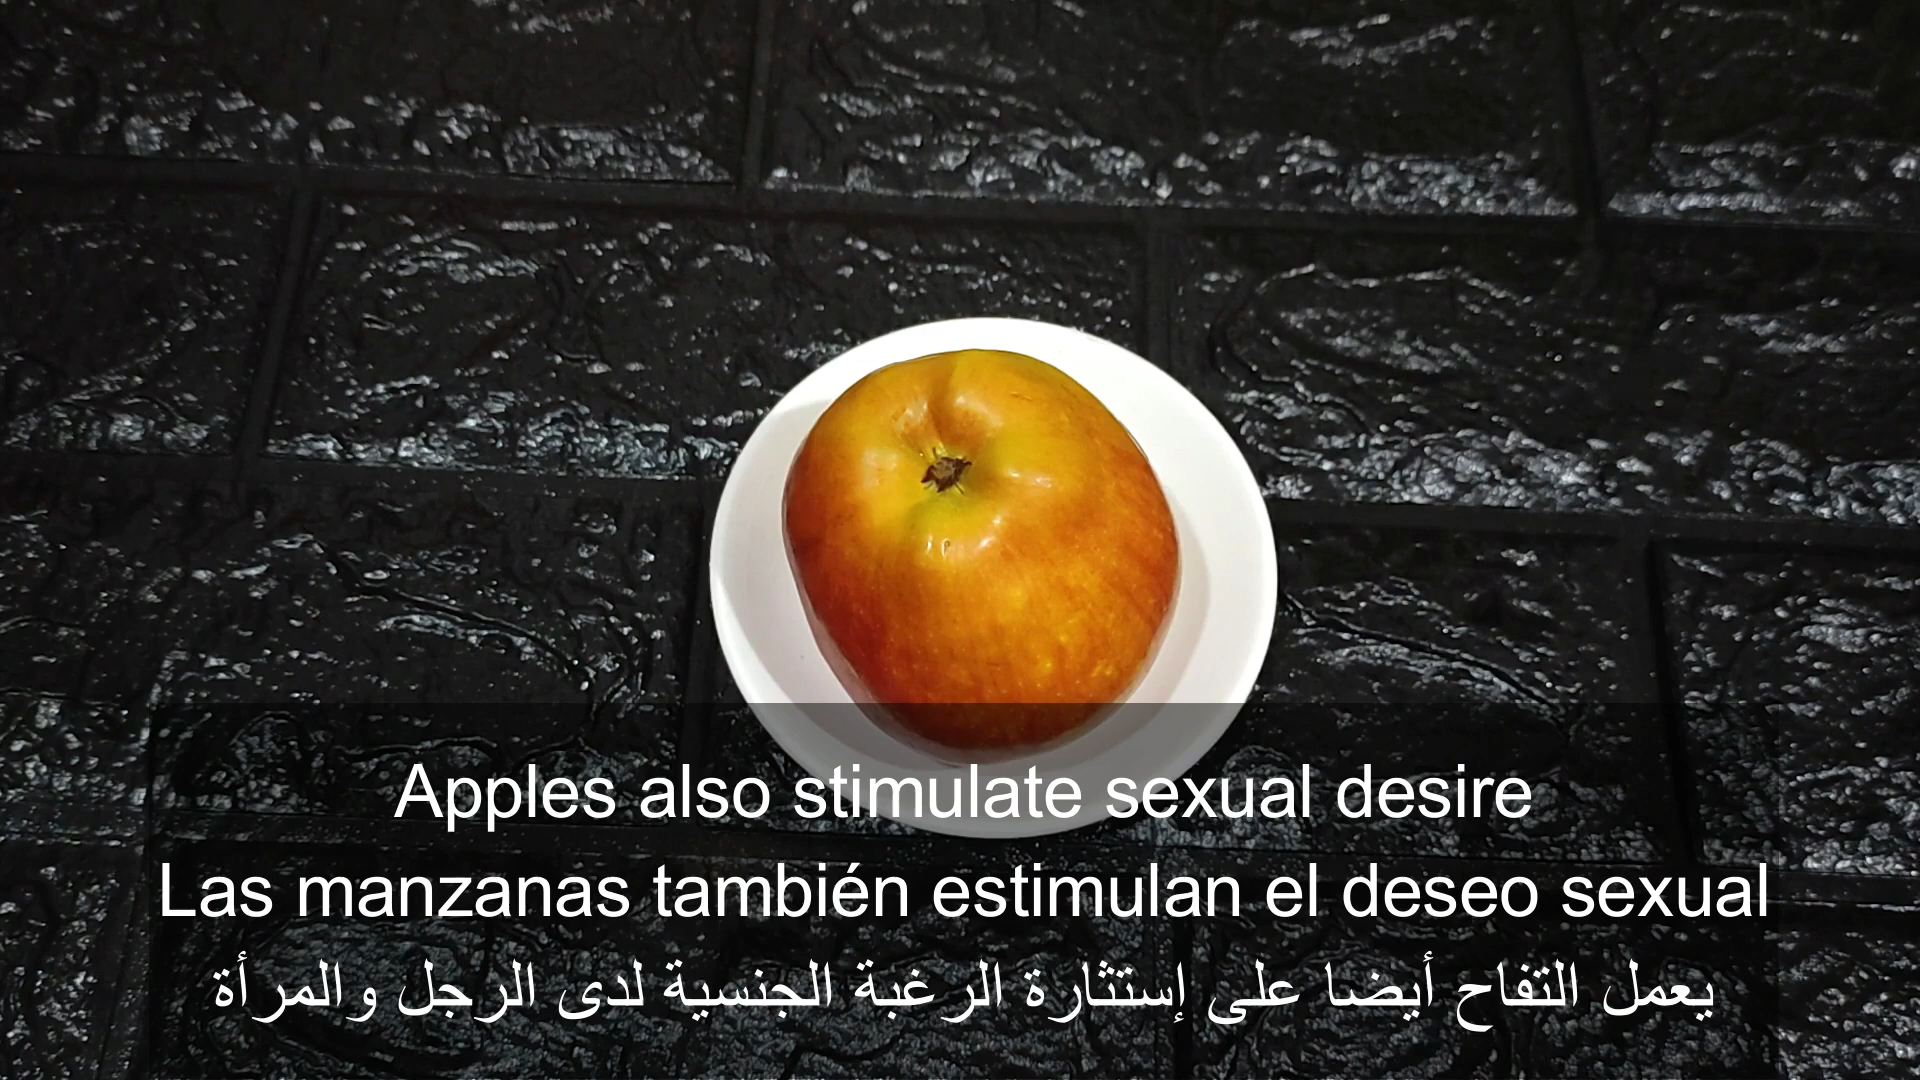 Apples also stimulate sexual desire
Las manzanas también estimulan el deseo sexual
يعمل التفاح أيضا على إستثارة الرغبة الجنسية لدى الرجل والمرأة